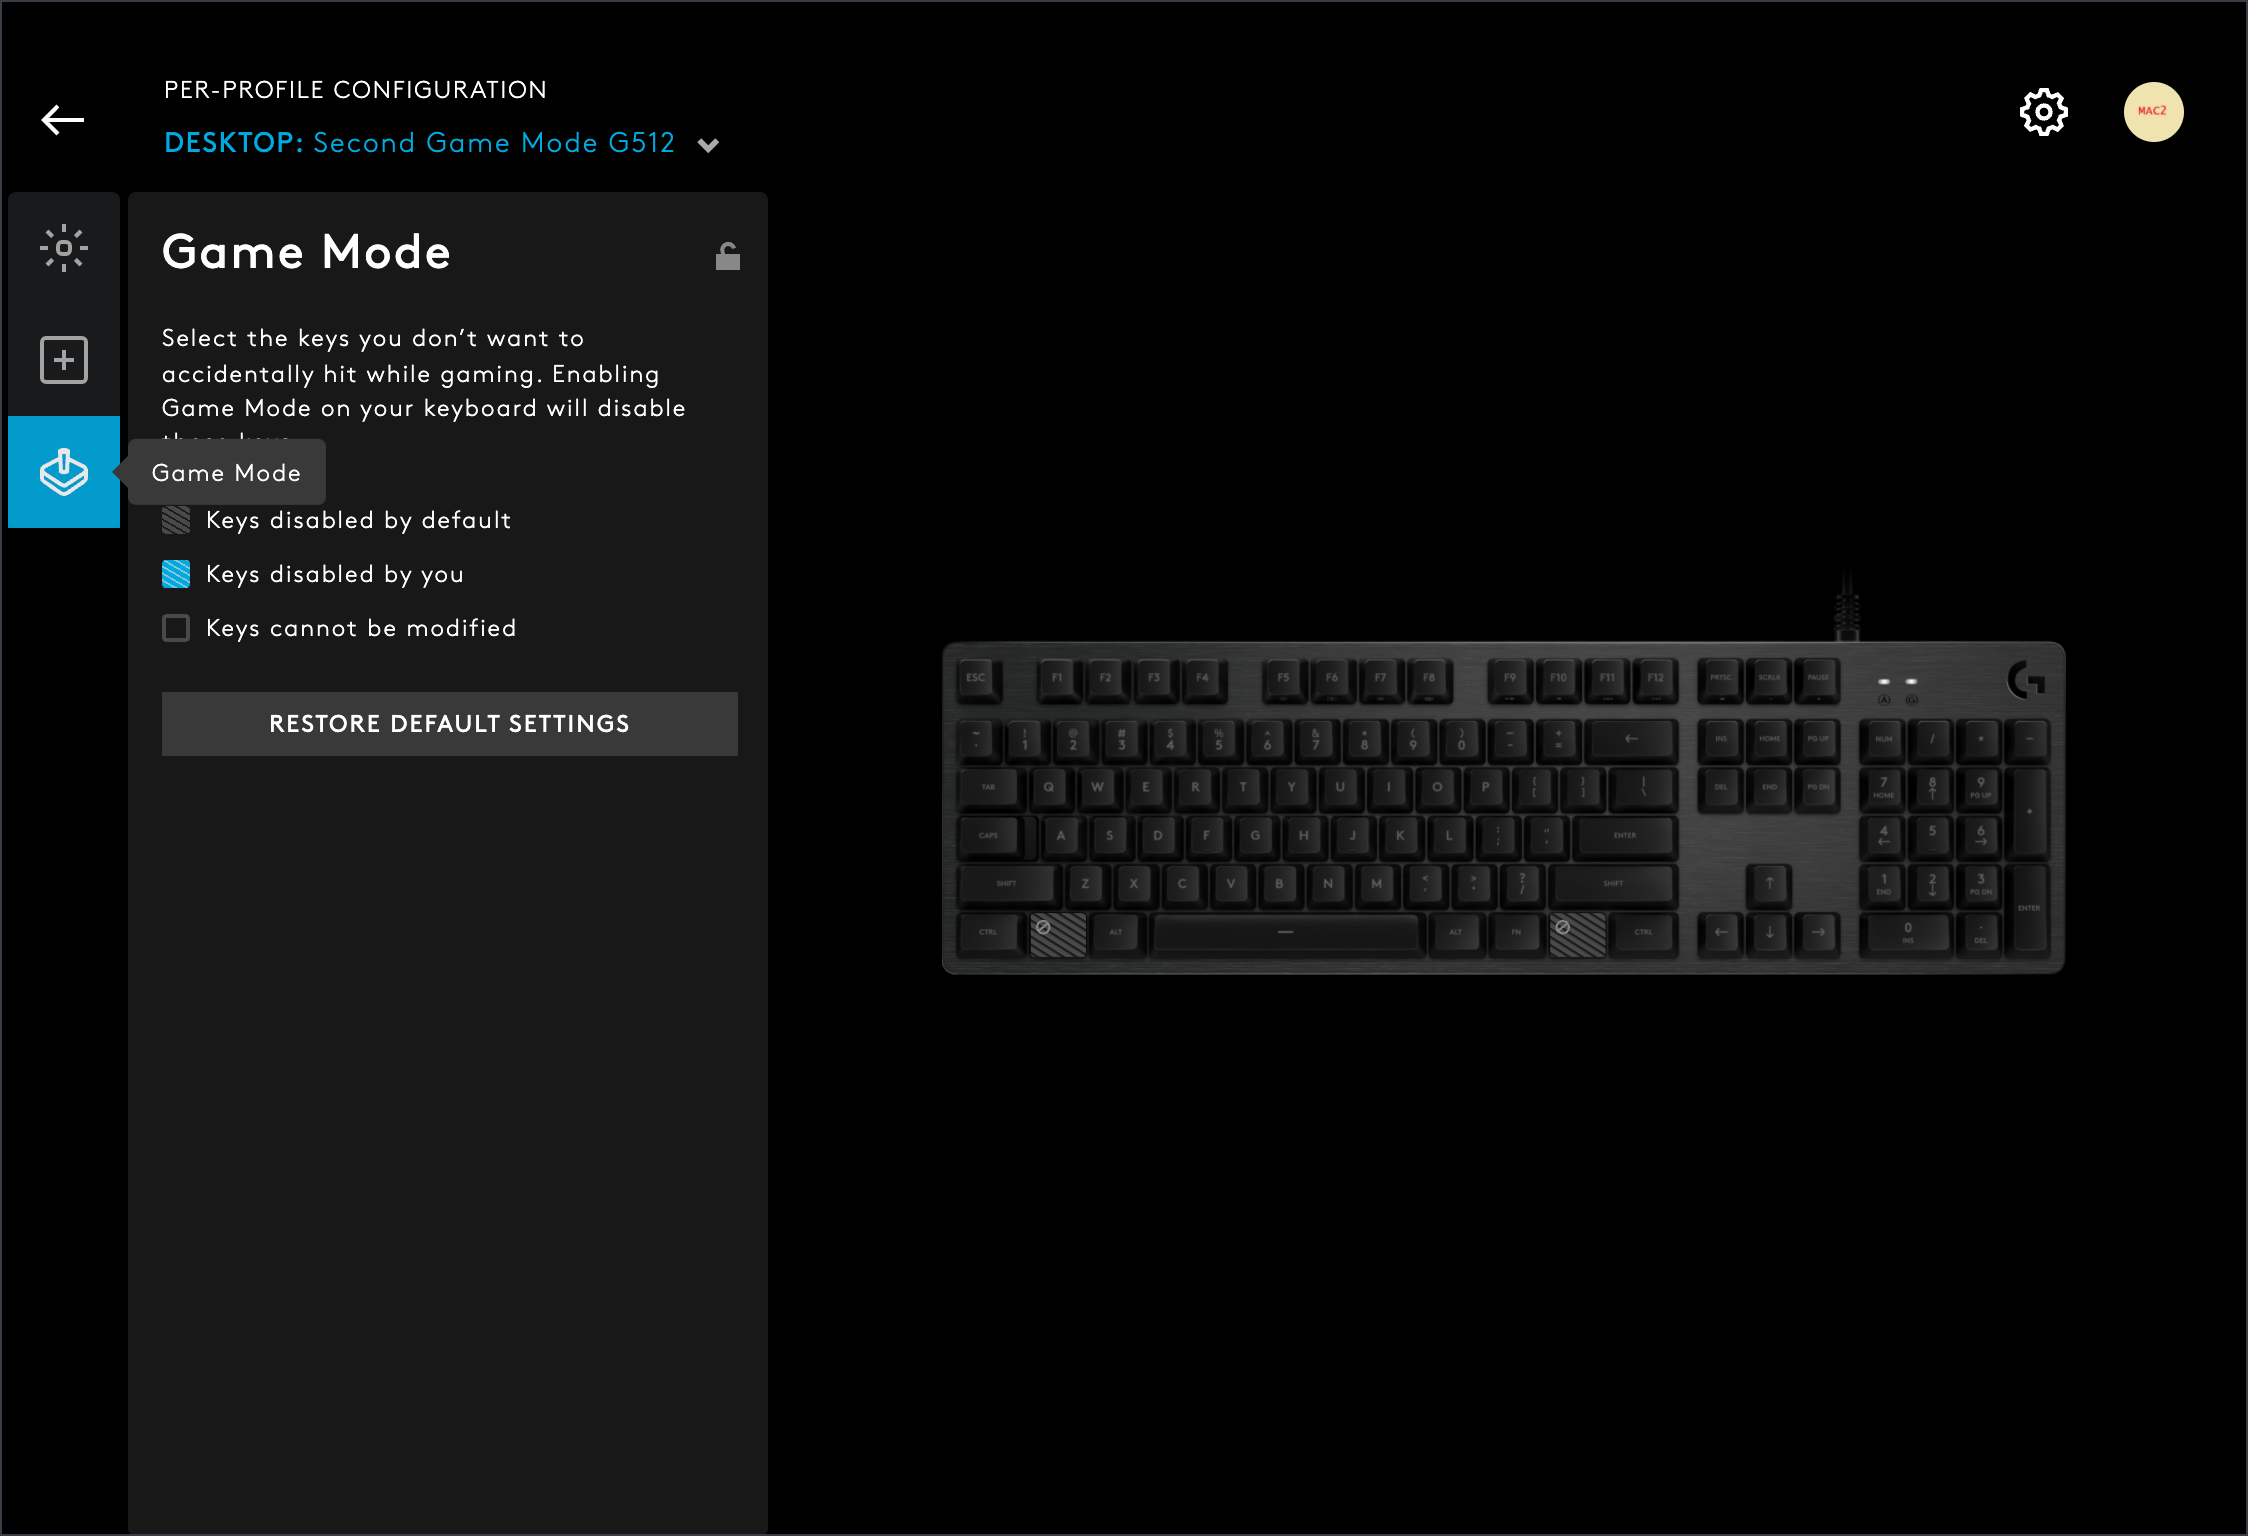 PER-PROFILE CONFIGURATION
DESKTOP: Second Game Mode G512
MAC2
Game Mode
Select the keys you don’t want to
accidentally hit while gaming. Enabling
Game Mode on your keyboard will disable
Game Mode
Keys disabled by default
Keys disabled by you
Keys cannot be modified
RESTORE DEFAULT SETTINGS
ESC F1 F2 F3 F4 F5 F6 F7 F8 F9 F10 F11 F12 PRTSC SCRLK PAUSE
1 2 3 4 5 6 7 8 9 0 - = ← INS HOME PG UP NUM / * -
TAB Q W E R T Y U I O P [ ] \ DEL END PG DN 7 HOME 8 ↑ 9 PG UP +
CAPS A S D F G H J K L ; ' ENTER 4 ← 5 6 →
SHIFT Z X C V B N M , . / SHIFT ↑ 1 END 2 ↓ 3 PG DN ENTER
CTRL ALT ALT FN CTRL ← ↓ → 0 INS . DEL